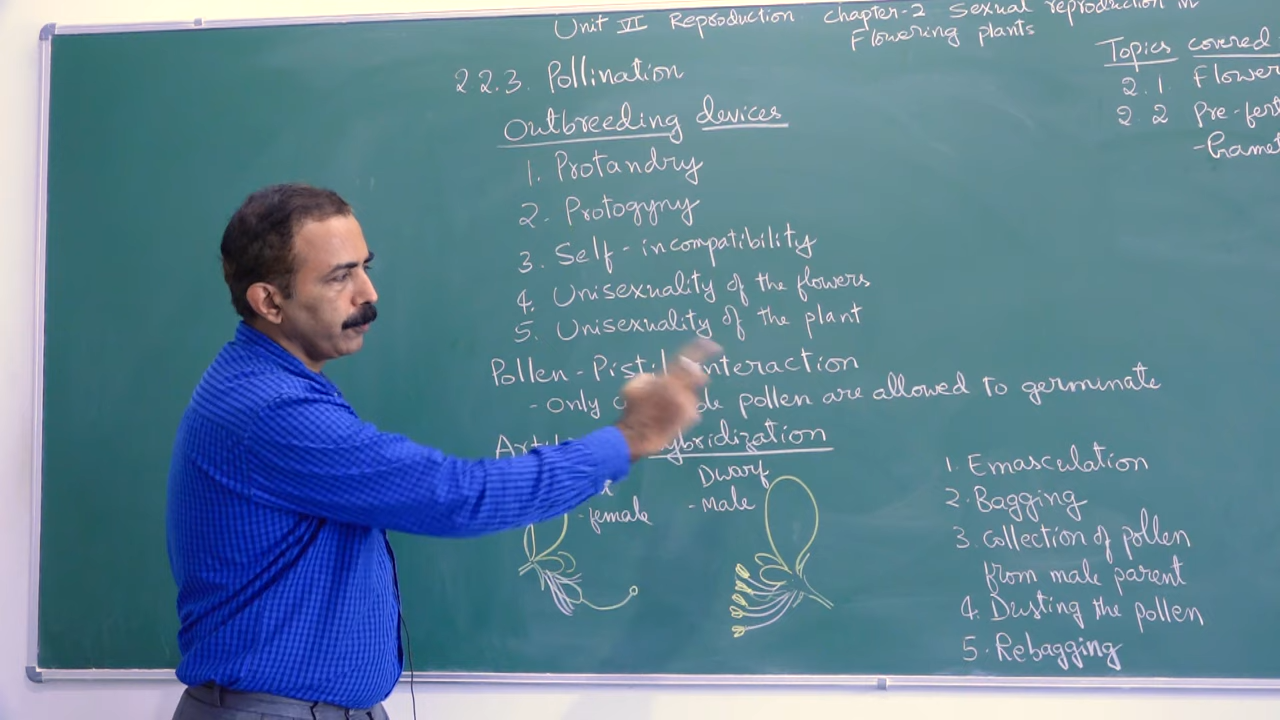 Unit VI Reproduction chapter-2 Sexual reproduction in
Flowering plants
2.2.3. Pollination
Outbreeding devices
1. Protandry
2. Protogyny
3. Self-incompatibility
4. Unisexuality of the flowers
5. Unisexuality of the plant
Pollen-Pistil interaction
- Only pollen are allowed to germinate
Dwarf
- female
- Male
1. Emasculation
2. Bagging
3. Collection of pollen
from male parent
4. Dusting the pollen
5. Rebagging
Topics covered
2.1. Flower
2.2 Pre-fert